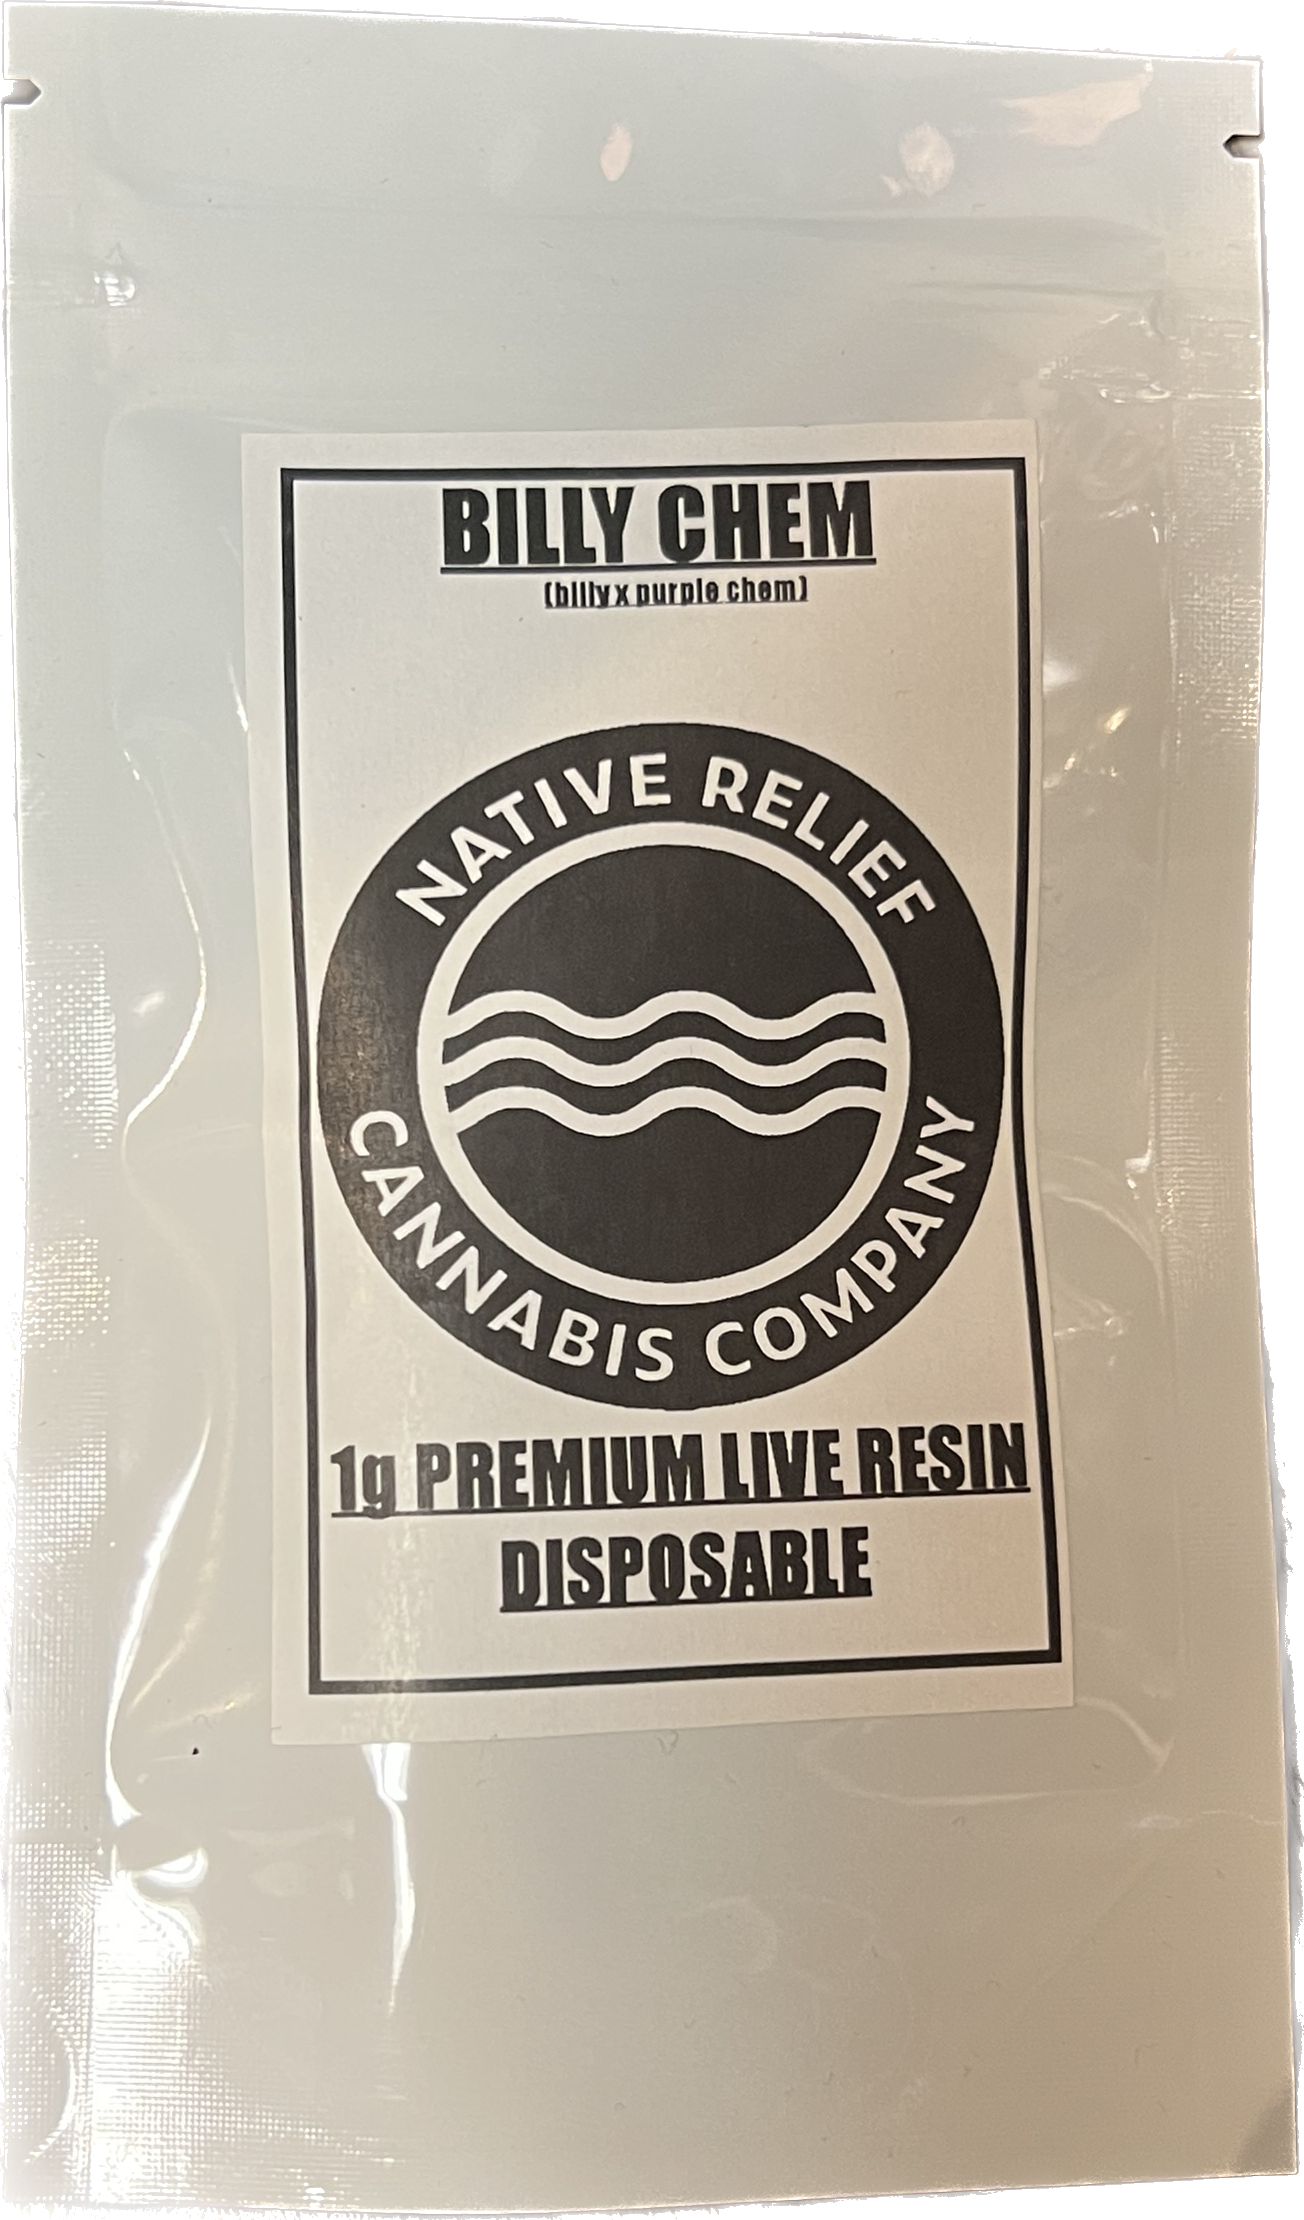 BILLY CHEM
(billy x purple chem)
NATIVE RELIEF
CANNABIS COMPANY
1g PREMIUM LIVE RESIN
DISPOSABLE